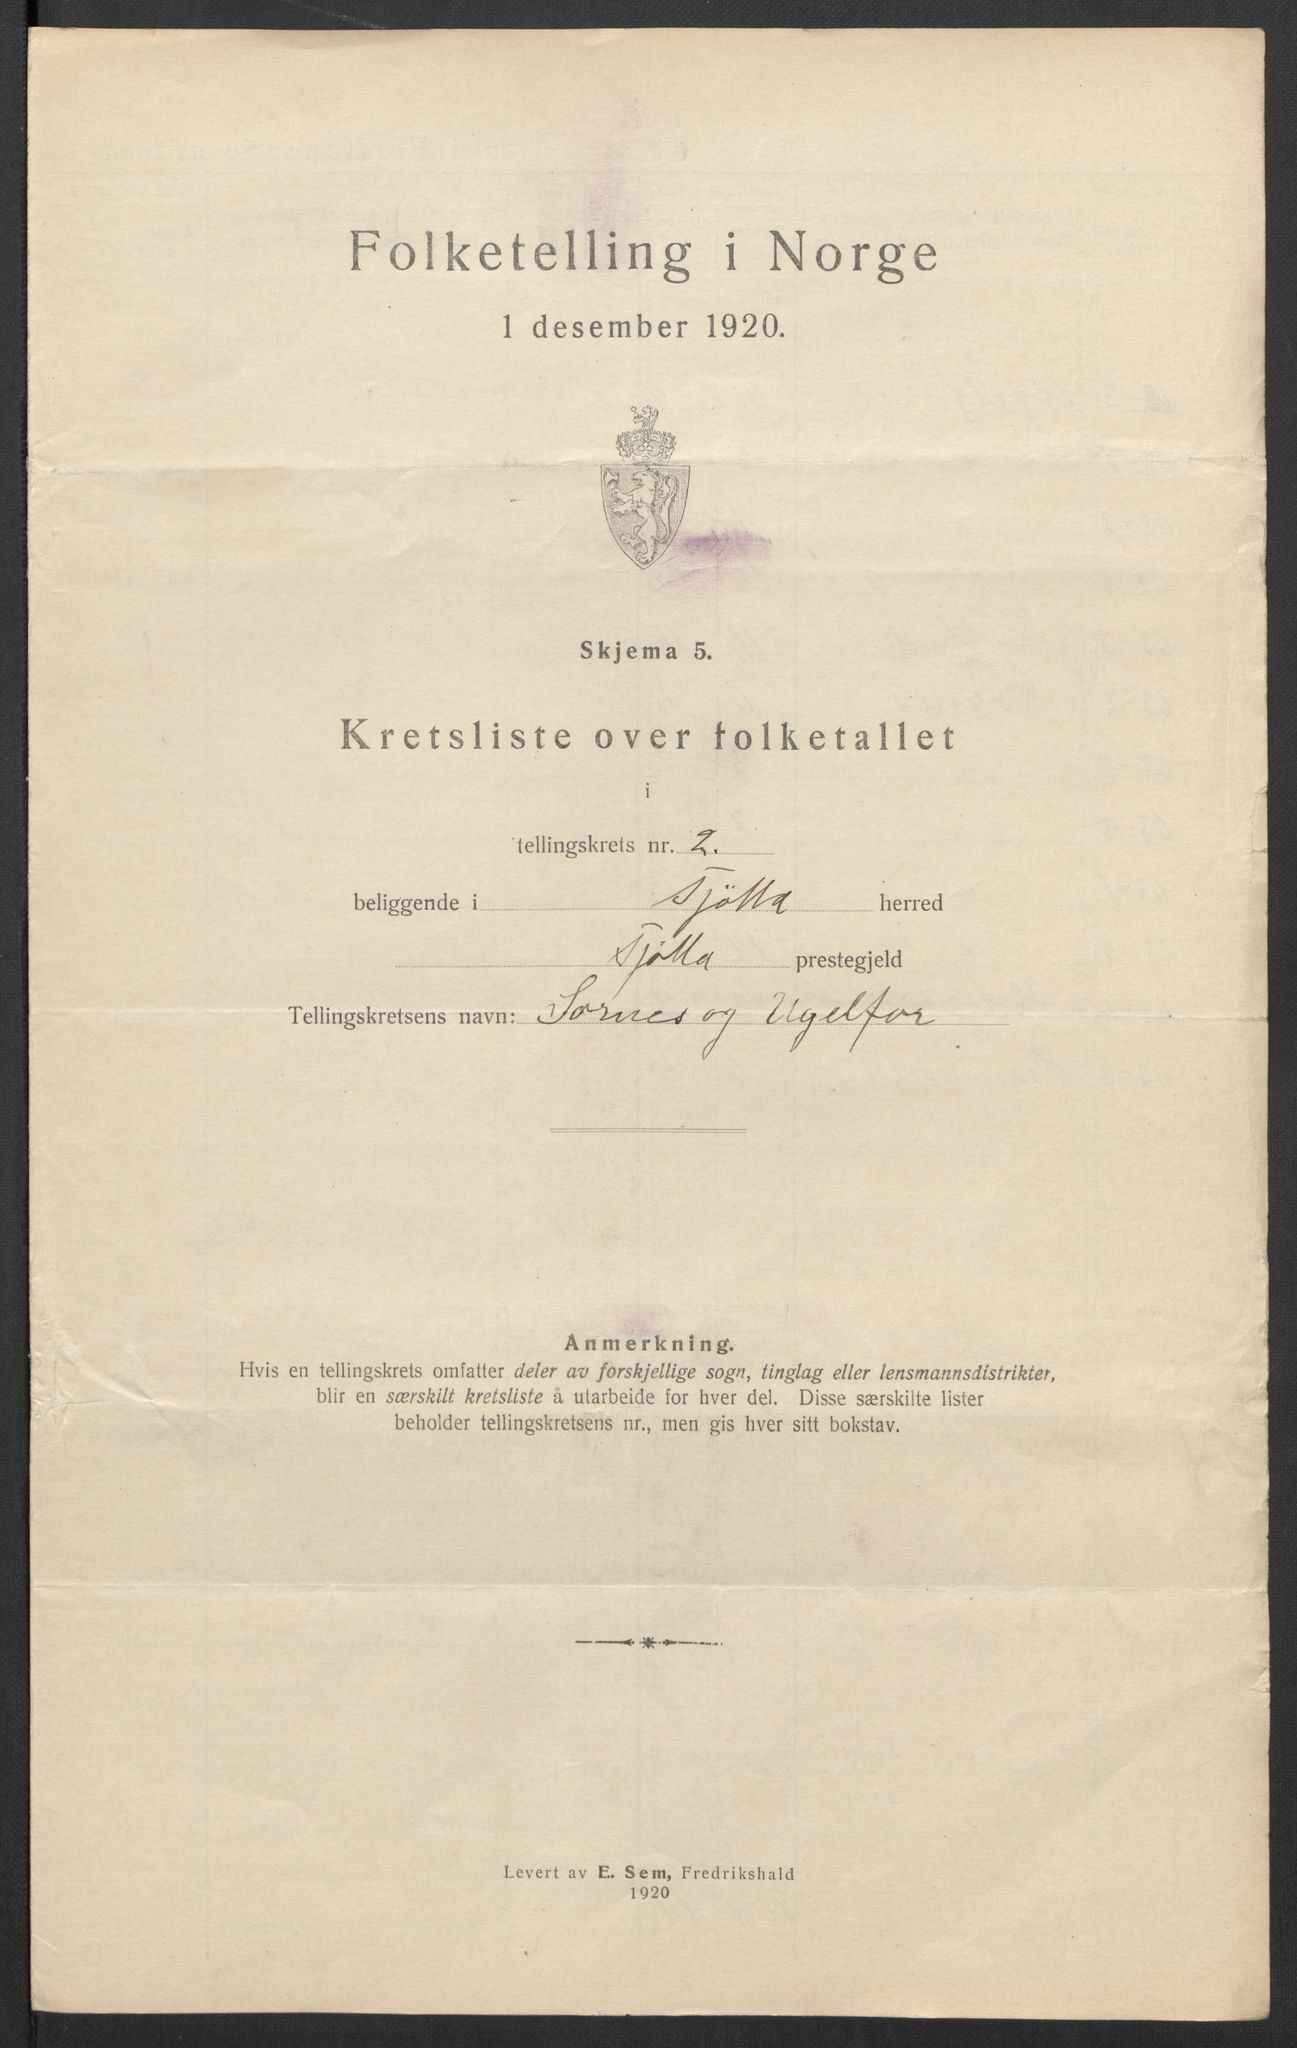 Folketelling i Norge
1 desember 1920.
Skjema 5.
Kretsliste over folketallet
i
tellingskrets nr. 2.
beliggende i Tjötta herred
Tjøtta prestegjeld
Tellingskretsens navn: Sørnes og Ugelfor
Anmerkning.
Hvis en tellingskrets omfatter deler av forskjellige sogn, tinglag eller lensmannsdistrikter,
blir en særskilt kretsliste å utarbeide for hver del. Disse særskilte lister
beholder tellingskretsens nr., men gis hver sitt bokstav.
Levert av E. Sem, Fredrikshald
1920